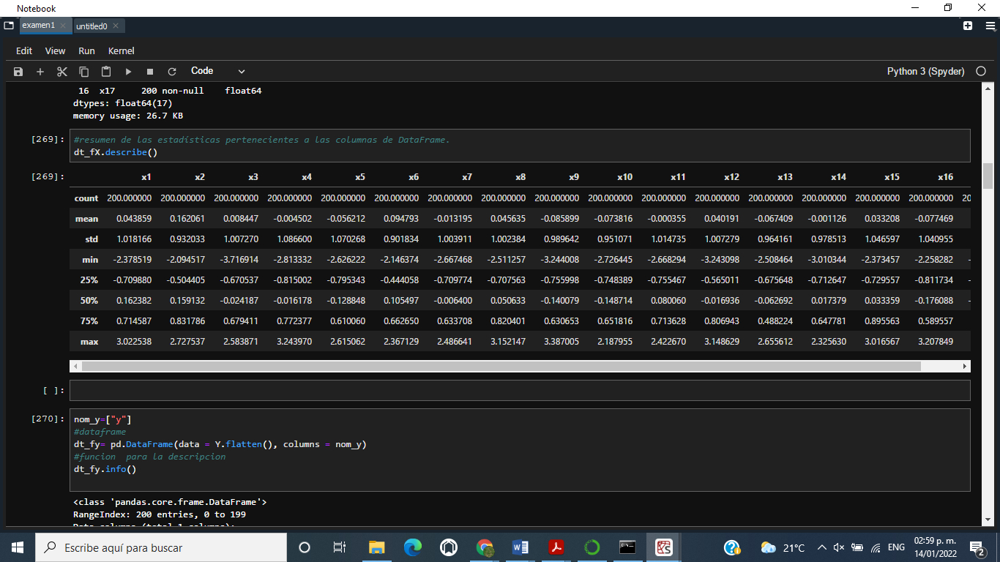 Notebook
examen1
untitled0
Edit View Run Kernel
Code
Python 3 (Spyder)
16 x17 200 non-null float64
dtypes: float64(17)
memory usage: 26.7 KB
[269]: #resumen de las estadísticas pertenecientes a las columnas de DataFrame.
dt_fX.describe()
[269]: x1 x2 x3 x4 x5 x6 x7 x8 x9 x10 x11 x12 x13 x14 x15 x16
count 200.000000 200.000000 200.000000 200.000000 200.000000 200.000000 200.000000 200.000000 200.000000 200.000000 200.000000 200.000000 200.000000 200.000000 200.000000 200.000000 20
mean 0.043859 0.162061 0.008447 -0.004502 -0.056212 0.094793 -0.013195 0.045635 -0.085899 -0.073816 -0.000355 0.040191 -0.067409 -0.001126 0.033208 -0.077469
std 1.018166 0.932033 1.007270 1.086600 1.070268 0.901834 1.003911 1.002384 0.989642 0.951071 1.014735 1.007279 0.964161 0.978513 1.046597 1.040955
min -2.378519 -2.094517 -3.716914 -2.813332 -2.626222 -2.146374 -2.667468 -2.511257 -3.244008 -2.726445 -2.668294 -3.243098 -2.508464 -3.010344 -2.373457 -2.258282 -
25% -0.709880 -0.504405 -0.670537 -0.815002 -0.795343 -0.444058 -0.709774 -0.707563 -0.755998 -0.748389 -0.755467 -0.565011 -0.675648 -0.712647 -0.729557 -0.811734 -
50% 0.162382 0.159132 -0.024187 -0.016178 -0.128848 0.105497 -0.006400 0.050633 -0.140079 -0.148714 0.080060 -0.016936 -0.062692 0.017379 0.033359 -0.176088 -
75% 0.714587 0.831786 0.679411 0.772377 0.610060 0.662650 0.633708 0.820401 0.630653 0.651816 0.713628 0.806943 0.488224 0.647781 0.895563 0.589557
max 3.022538 2.727537 2.583871 3.243970 2.615062 2.367129 2.486641 3.152147 3.387005 2.187955 2.422670 3.148629 2.655612 2.325630 3.016567 3.207849
[ ]:
[270]: nom_y=["y"]
#dataframe
dt_fy= pd.DataFrame(data = Y.flatten(), columns = nom_y)
#funcion para la descripcion
dt_fy.info()
<class 'pandas.core.frame.DataFrame'>
RangeIndex: 200 entries, 0 to 199
Data columns (total 1 columns):
Escribe aquí para buscar
21°C
ENG
02:59 p. m.
14/01/2022
2